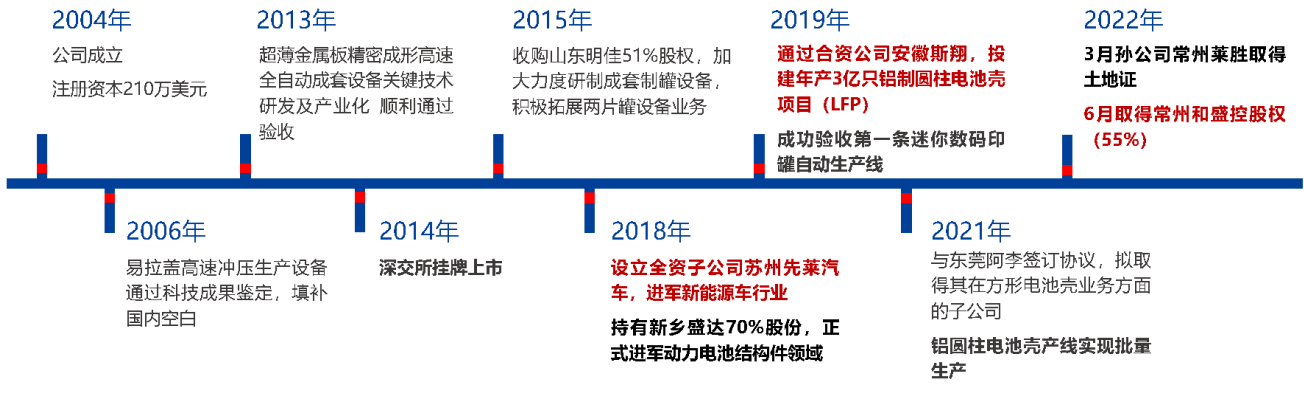 2004年
公司成立
注册资本210万美元
2013年
超薄金属板精密成形高速
全自动成套设备关键技术
研发及产业化 顺利通过
验收
2015年
收购山东明佳51%股权，加
大力度研制成套制罐设备，
积极拓展两片罐设备业务
2019年
通过合资公司安徽斯翔，投
建年产3亿只铝制圆柱电池壳
项目（LFP）
成功验收第一条迷你数码印
罐自动生产线
2022年
3月孙公司常州莱胜取得
土地证
6月取得常州和盛控股权
（55%）
2006年
易拉盖高速冲压生产设备
通过科技成果鉴定，填补
国内空白
2014年
深交所挂牌上市
2018年
设立全资子公司苏州先莱汽
车，进军新能源车行业
持有新乡盛达70%股份，正
式进军动力电池结构件领域
2021年
与东莞阿李签订协议，拟取
得其在方形电池壳业务方面
的子公司
铝圆柱电池壳产线实现批量
生产